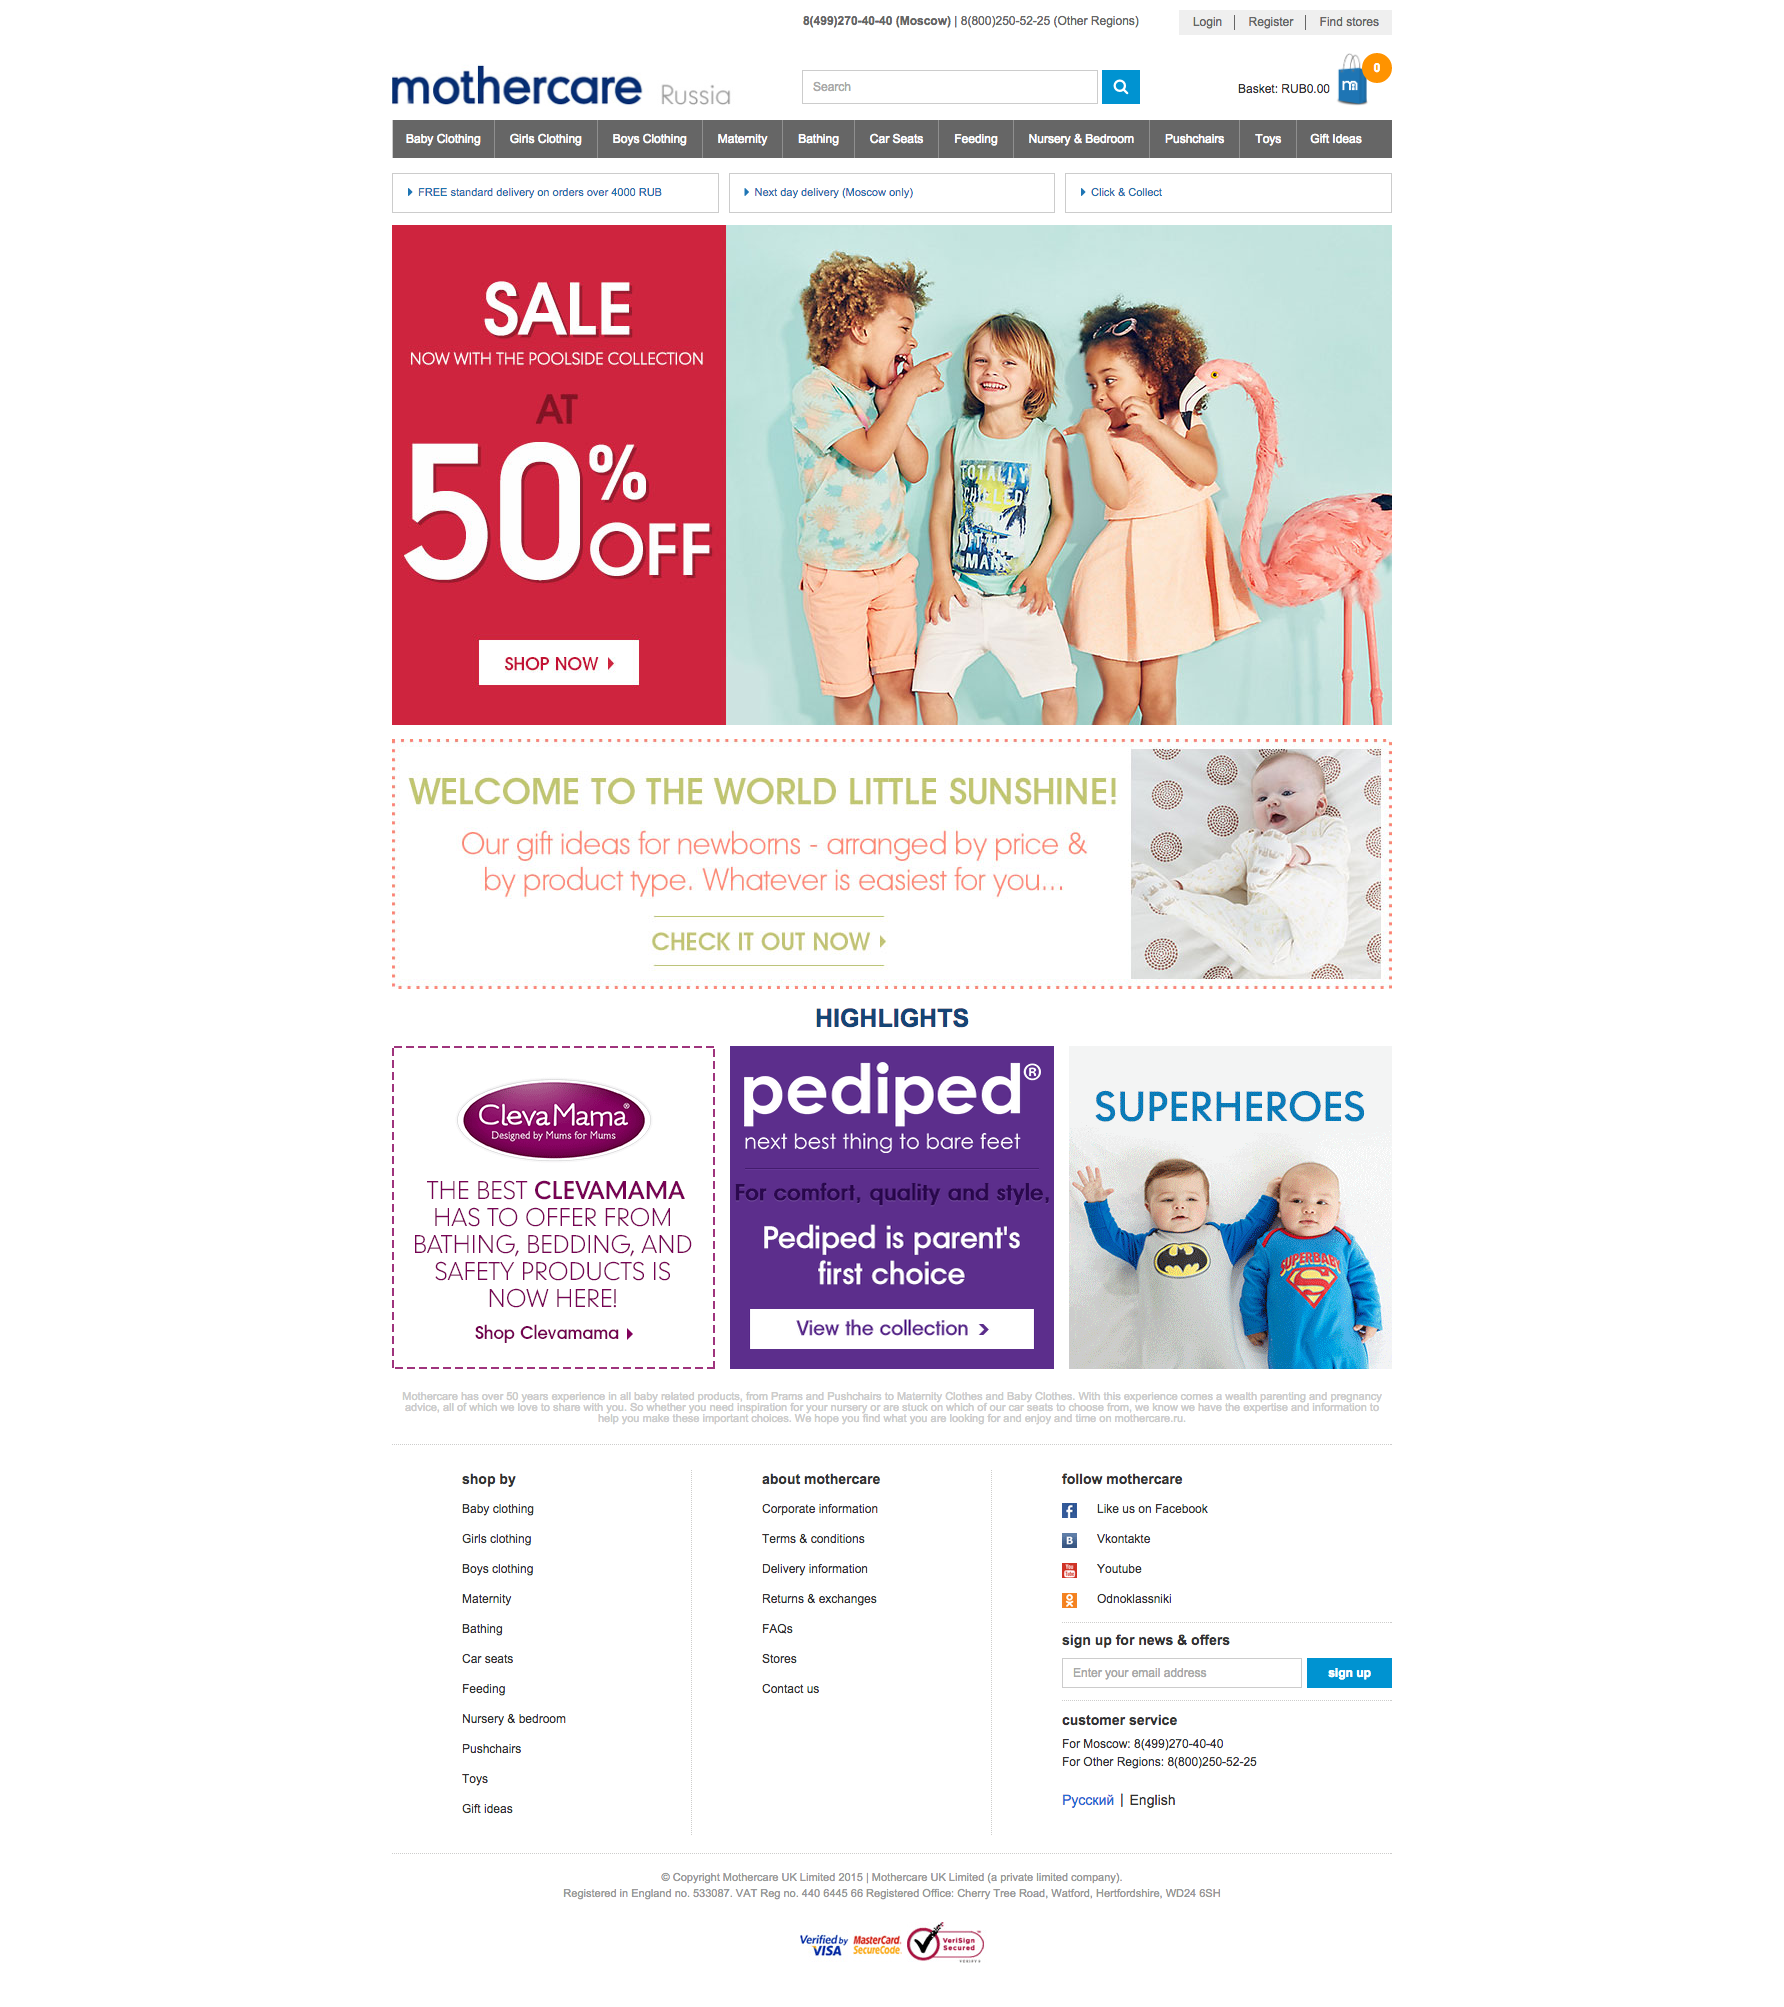 8(499)270-40-40 (Moscow) | 8(800)250-52-25 (Other Regions)
Login | Register | Find stores
mothercare Russia
Search
Basket: RUB0.00
m
0
Baby Clothing
Girls Clothing
Boys Clothing
Maternity
Bathing
Car Seats
Feeding
Nursery & Bedroom
Pushchairs
Toys
Gift Ideas
FREE standard delivery on orders over 4000 RUB
Next day delivery (Moscow only)
Click & Collect
SALE
NOW WITH THE POOLSIDE COLLECTION
AT
50% OFF
SHOP NOW
TOTALLY
CHILLED
WELCOME TO THE WORLD LITTLE SUNSHINE!
Our gift ideas for newborns - arranged by price &
by product type. Whatever is easiest for you...
CHECK IT OUT NOW
HIGHLIGHTS
ClevaMama®
Designed by Mums for Mums
THE BEST CLEVAMAMA
HAS TO OFFER FROM
BATHING, BEDDING, AND
SAFETY PRODUCTS IS
NOW HERE!
Shop Clevamama
pediped®
next best thing to bare feet
For comfort, quality and style,
Pediped is parent's
first choice
View the collection
SUPERHEROES
SUPERBABY
Mothercare has over 50 years experience in all baby related products, from Prams and Pushchairs to Maternity Clothes and Baby Clothes. With this experience comes a wealth parenting and pregnancy
advice, all of which we love to share with you. So whether you need inspiration for your nursery or are stuck on which of our car seats to choose from, we know we have the expertise and information to
help you make these important choices. We hope you find what you are looking for and enjoy and time on mothercare.ru.
shop by
Baby clothing
Girls clothing
Boys clothing
Maternity
Bathing
Car seats
Feeding
Nursery & bedroom
Pushchairs
Toys
Gift ideas
about mothercare
Corporate information
Terms & conditions
Delivery information
Returns & exchanges
FAQs
Stores
Contact us
follow mothercare
Like us on Facebook
Vkontakte
Youtube
Odnoklassniki
sign up for news & offers
Enter your email address
sign up
customer service
For Moscow: 8(499)270-40-40
For Other Regions: 8(800)250-52-25
Русский | English
© Copyright Mothercare UK Limited 2015 | Mothercare UK Limited (a private limited company).
Registered in England no. 533087. VAT Reg no. 440 6445 66 Registered Office: Cherry Tree Road, Watford, Hertfordshire, WD24 6SH
Verified by
VISA
MasterCard.
SecureCode.
VeriSign
Secured